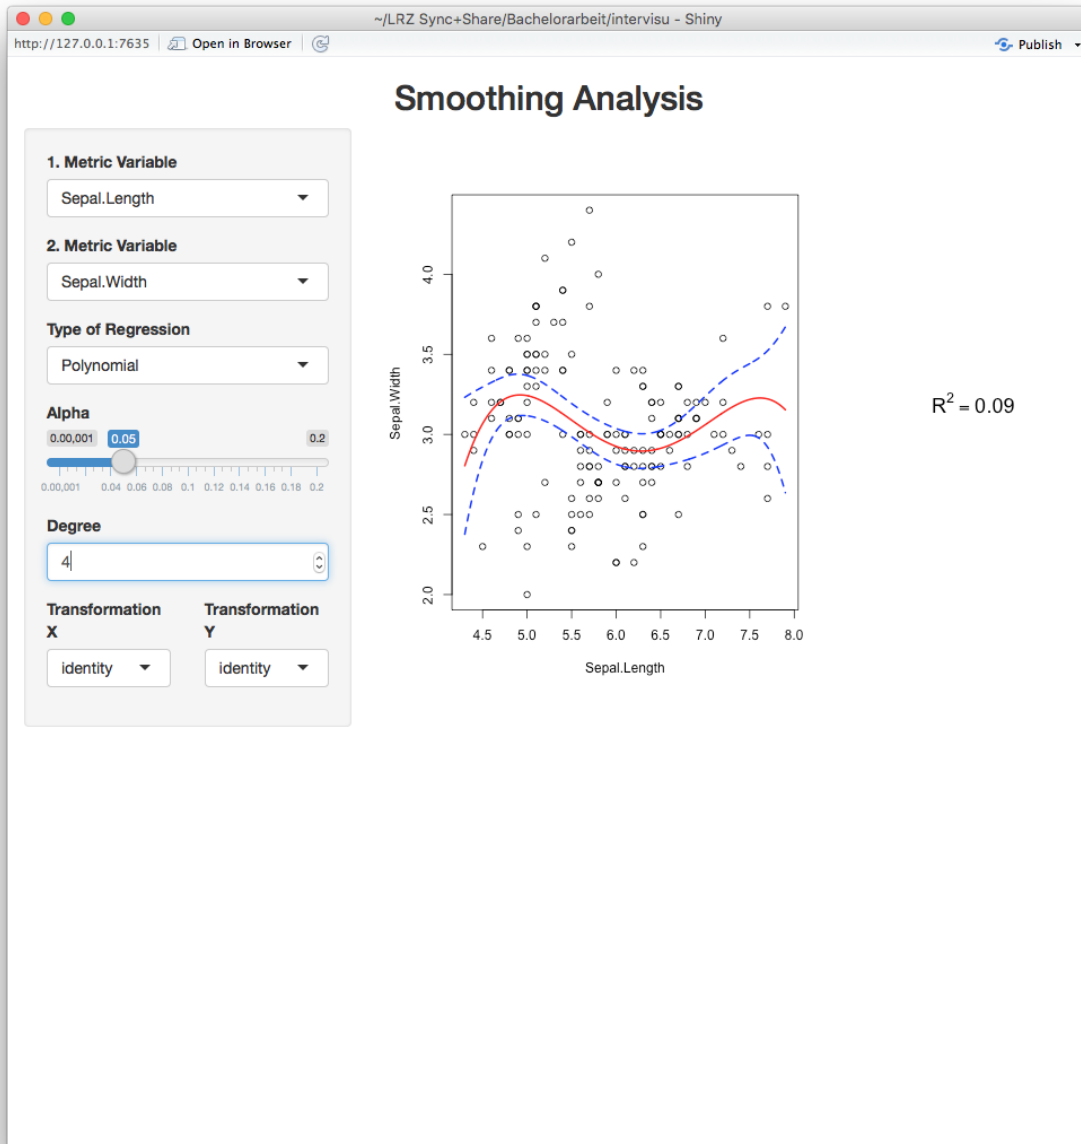 ~/LRZ Sync+Share/Bachelorarbeit/intervisu - Shiny
http://127.0.0.1:7635 Open in Browser Publish
Smoothing Analysis
1. Metric Variable
Sepal.Length
2. Metric Variable
Sepal.Width
Type of Regression
Polynomial
Alpha
0.00,001 0.05 0.2
0.00,001 0.04 0.06 0.08 0.1 0.12 0.14 0.16 0.18 0.2
Degree
4
Transformation X Transformation Y
identity identity
Sepal.Width
4.0
3.5
3.0
2.5
2.0
4.5 5.0 5.5 6.0 6.5 7.0 7.5 8.0
Sepal.Length
R² = 0.09